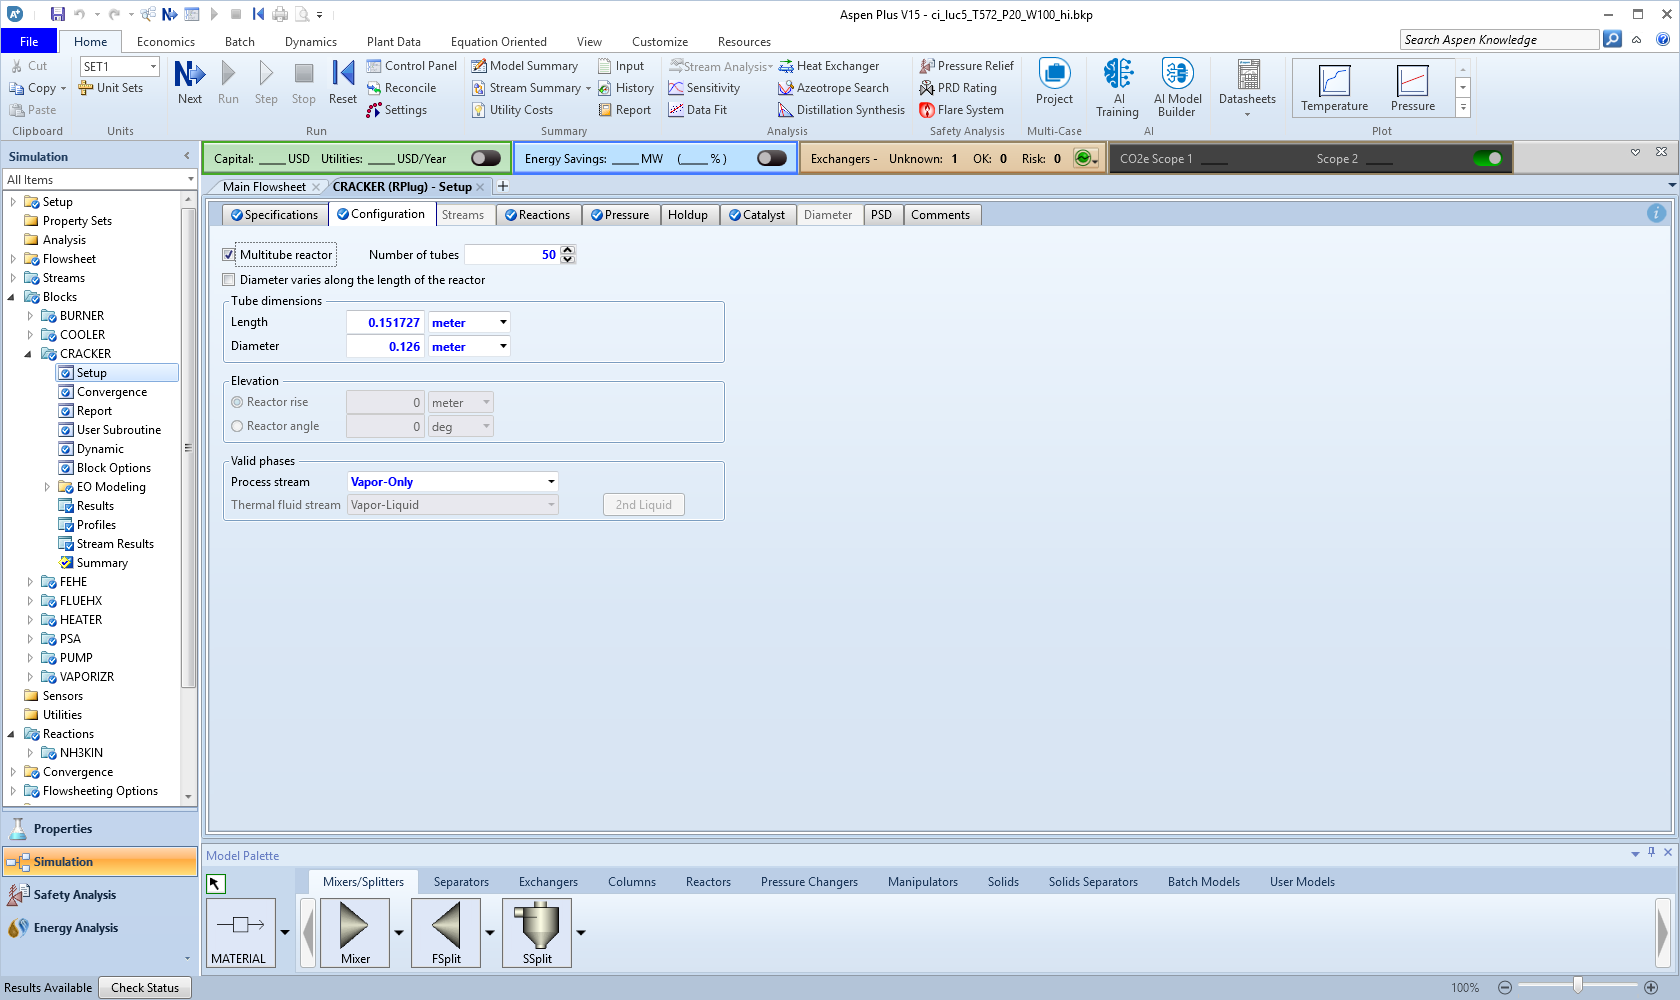 Aspen Plus V15 - ci_luc5_T572_P20_W100_hi.bkp
File Home Economics Batch Dynamics Plant Data Equation Oriented View Customize Resources Search Aspen Knowledge
Cut SET1 Control Panel Model Summary Input Stream Analysis Heat Exchanger Pressure Relief
Copy Unit Sets Next Run Step Stop Reset Reconcile Stream Summary History Sensitivity Azeotrope Search PRD Rating Project AI Training AI Model Builder Datasheets Temperature Pressure
Paste Settings Utility Costs Report Data Fit Distillation Synthesis Flare System
Clipboard Units Run Summary Analysis Safety Analysis Multi-Case AI Plot
Simulation
Capital: ____ USD Utilities: ____ USD/Year Energy Savings: ____ MW (____ %) Exchangers - Unknown: 1 OK: 0 Risk: 0 CO2e Scope 1 ____ Scope 2 ____
All Items
Main Flowsheet CRACKER (RPlug) - Setup
Setup
Property Sets
Analysis
Flowsheet
Streams
Blocks
BURNER
COOLER
CRACKER
Setup
Convergence
Report
User Subroutine
Dynamic
Block Options
EO Modeling
Results
Profiles
Stream Results
Summary
FEHE
FLUEHX
HEATER
PSA
PUMP
VAPORIZR
Sensors
Utilities
Reactions
NH3KIN
Convergence
Flowsheeting Options
Properties
Simulation
Safety Analysis
Energy Analysis
Specifications Configuration Streams Reactions Pressure Holdup Catalyst Diameter PSD Comments
Multitube reactor Number of tubes 50
Diameter varies along the length of the reactor
Tube dimensions
Length 0.151727 meter
Diameter 0.126 meter
Elevation
Reactor rise 0 meter
Reactor angle 0 deg
Valid phases
Process stream Vapor-Only
Thermal fluid stream Vapor-Liquid 2nd Liquid
Model Palette
Mixers/Splitters Separators Exchangers Columns Reactors Pressure Changers Manipulators Solids Solids Separators Batch Models User Models
MATERIAL Mixer FSplit SSplit
Results Available Check Status 100%